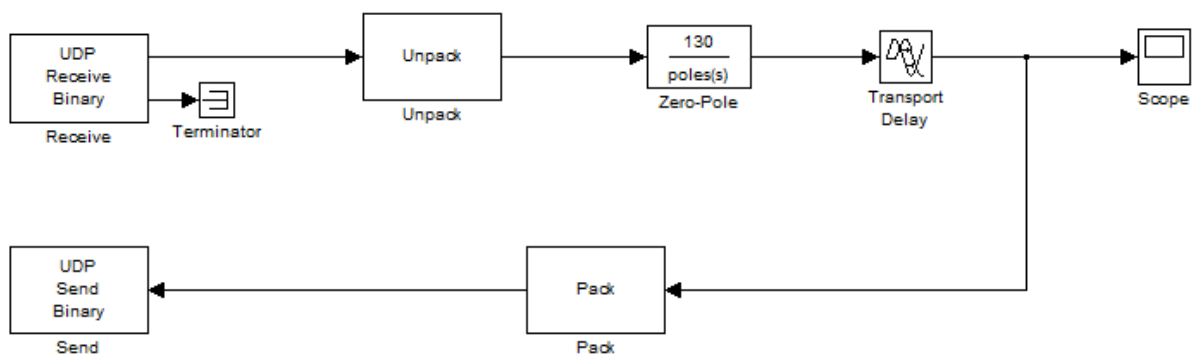 UDP
Receive
Binary
Receive
Terminator
Unpack
Unpack
130
poles(s)
Zero-Pole
Transport
Delay
Scope
UDP
Send
Binary
Send
Pack
Pack